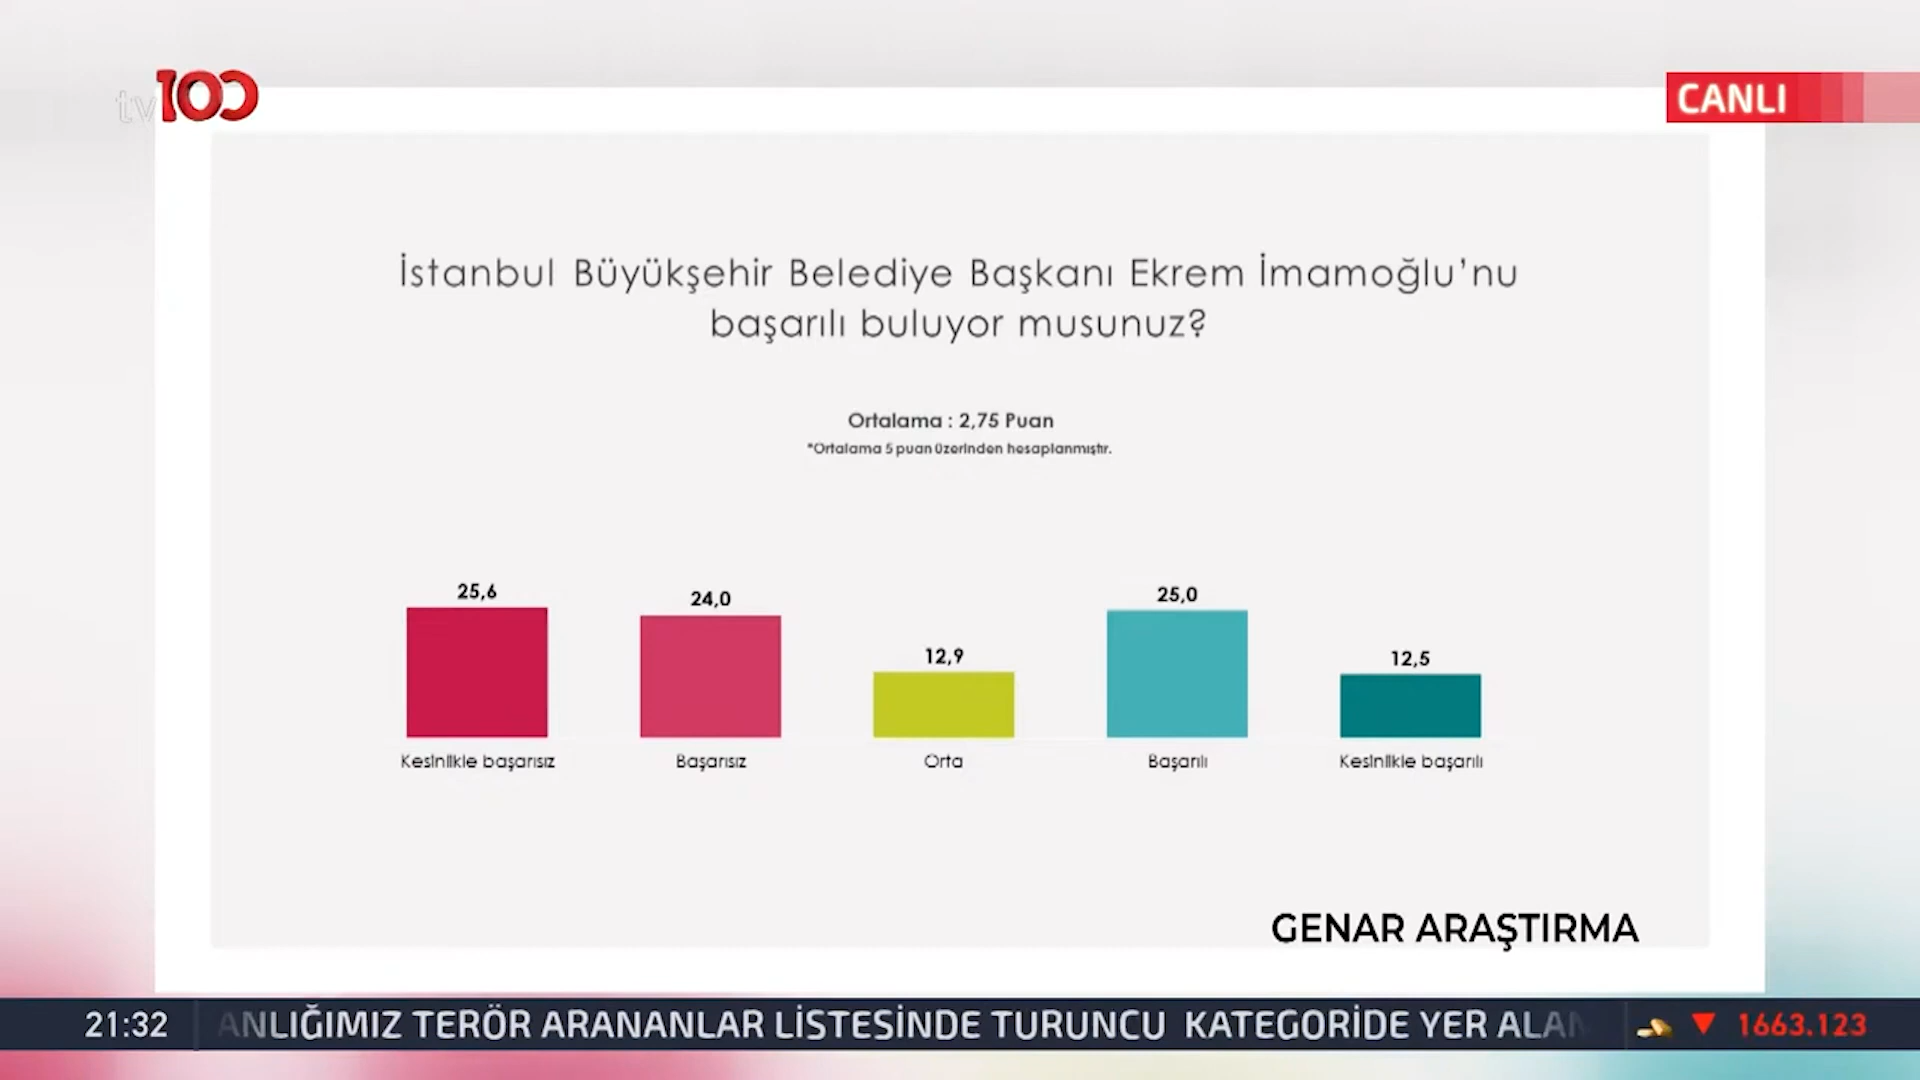 tv100
CANLI
İstanbul Büyükşehir Belediye Başkanı Ekrem İmamoğlu'nu
başarılı buluyor musunuz?
Ortalama : 2,75 Puan
*Ortalama 5 puan üzerinden hesaplanmıştır.
25,6
24,0
12,9
25,0
12,5
Kesinlikle başarısız
Başarısız
Orta
Başarılı
Kesinlikle başarılı
GENAR ARAŞTIRMA
21:32
ANLIĞIMIZ TERÖR ARANANLAR LİSTESİNDE TURUNCU KATEGORİDE YER ALAN
1663.123